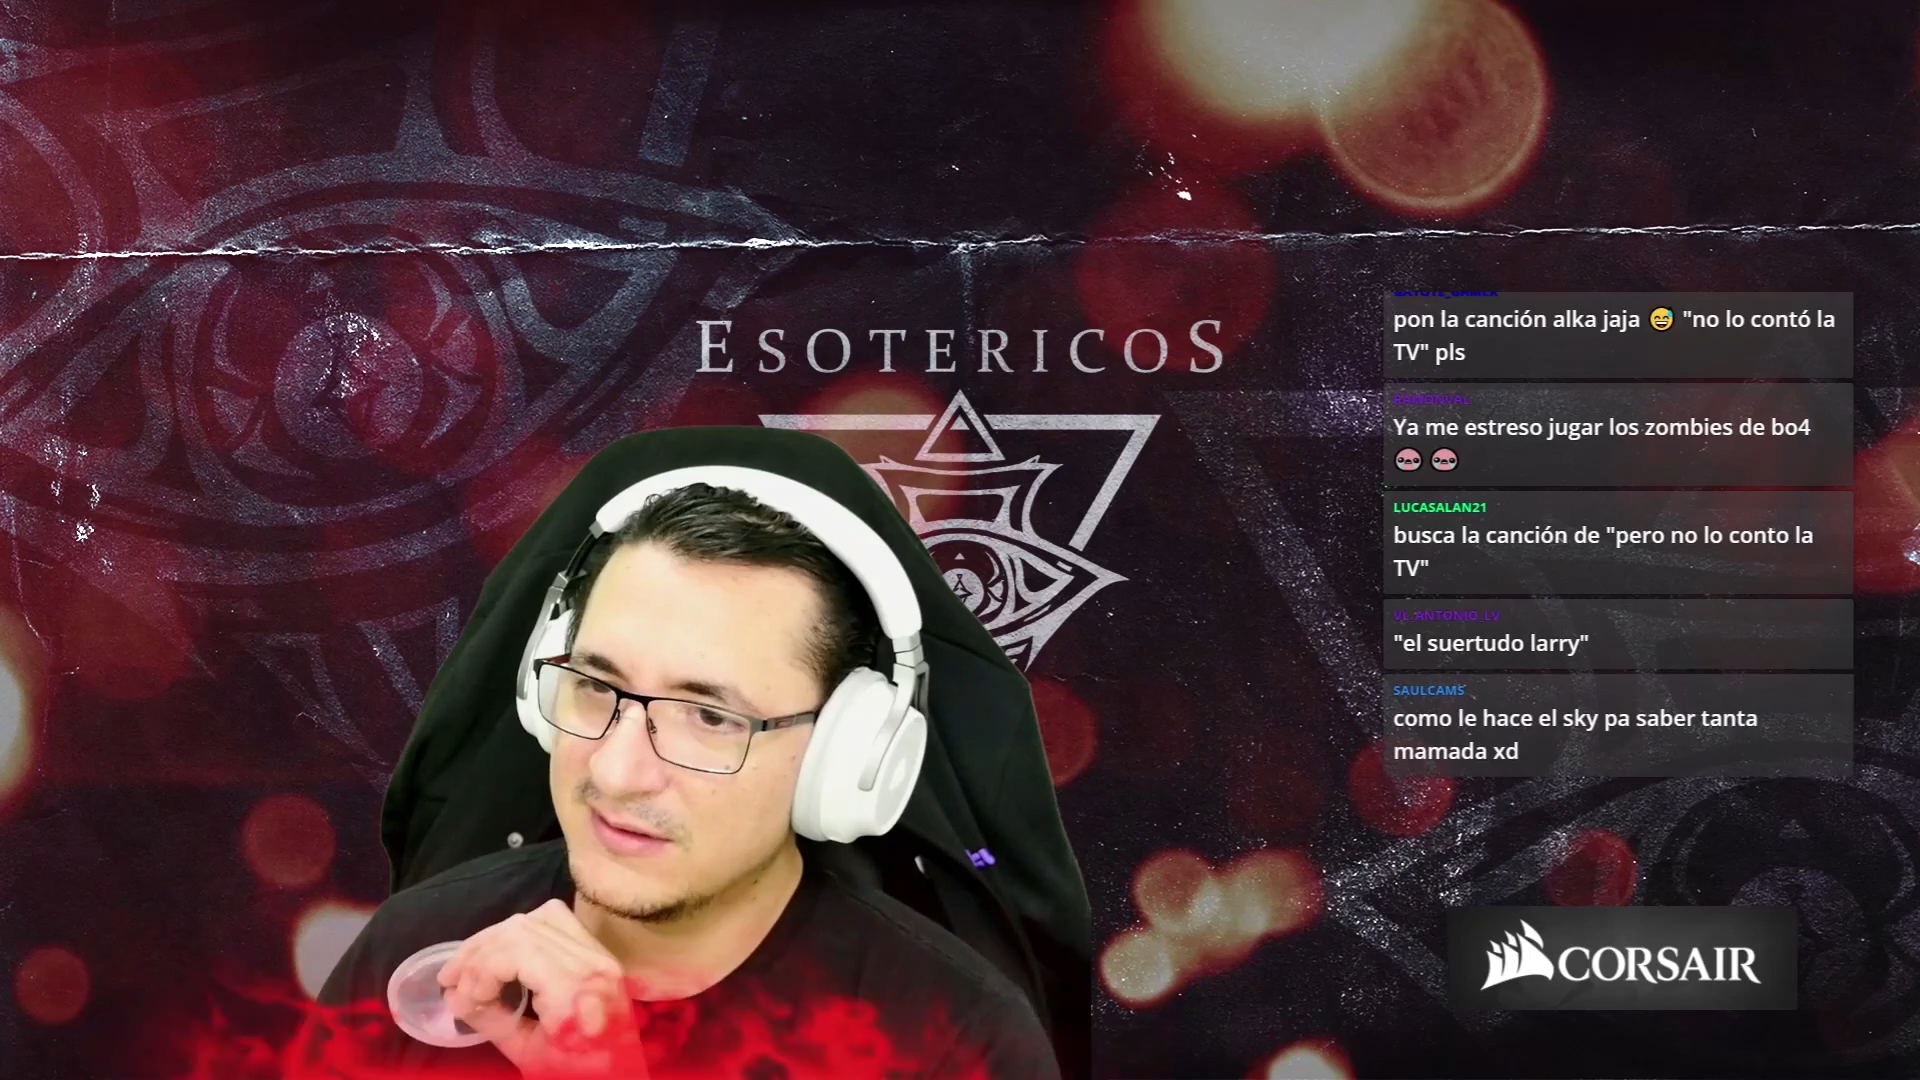 ESOTERICOS
pon la canción alka jaja 😅 "no lo contó la
TV" pls
RAMONVAL
Ya me estreso jugar los zombies de bo4
LUCASALAN21
busca la canción de "pero no lo conto la
TV"
VL_ANTONIO_LV
"el suertudo larry"
SAULCAMS
como le hace el sky pa saber tanta
mamada xd
CORSAIR